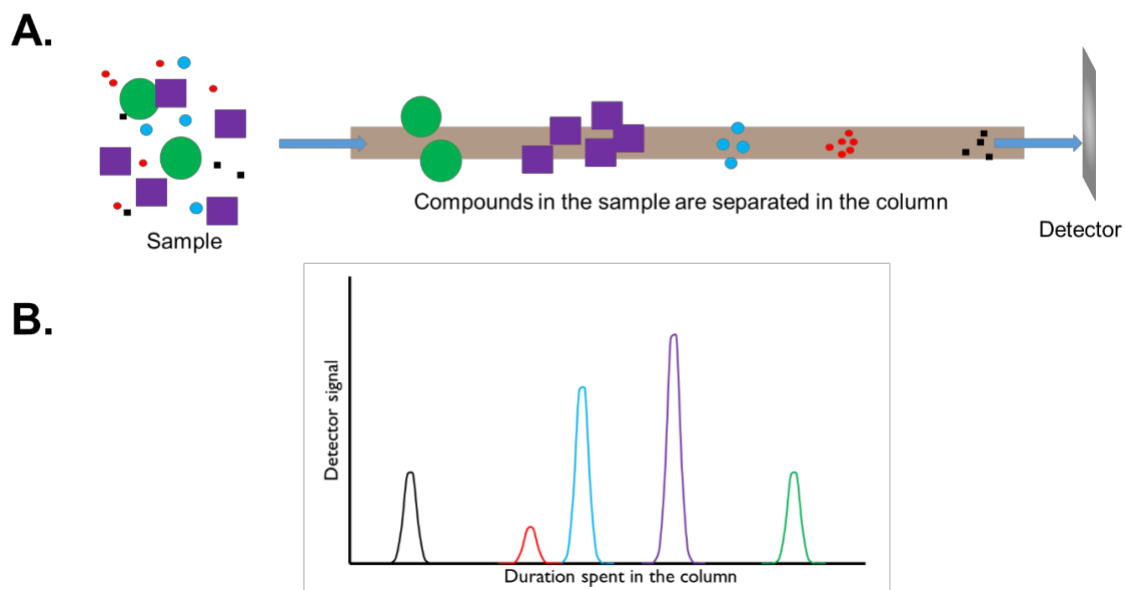 A.
Sample
Compounds in the sample are separated in the column
Detector
B.
Detector signal
Duration spent in the column